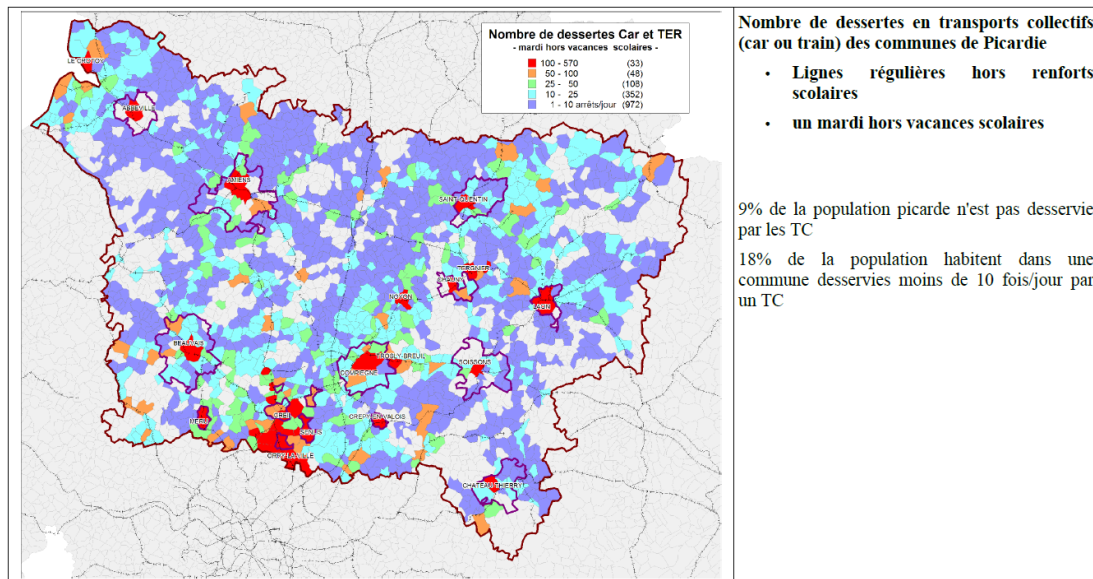 Nombre de dessertes Car et TER
- mardi hors vacances scolaires -
100 - 570 (33)
50 - 100 (48)
25 - 50 (108)
10 - 25 (352)
1 - 10 arrêts/jour (972)
LE CROTOY
ABBEVILLE
AMIENS
SAINT QUENTIN
TERGNIER
CHAUNY
NOYON
LAON
BEAUVAIS
TROSLY-BREUIL
COMPIEGNE
SOISSONS
MERU
CREIL
SENLIS
CREPY-EN-VALOIS
CHATEAU-THIERRY
Nombre de dessertes en transports collectifs
(car ou train) des communes de Picardie
• Lignes régulières hors renforts
scolaires
• un mardi hors vacances scolaires
9% de la population picarde n'est pas desservie
par les TC
18% de la population habitent dans une
commune desservies moins de 10 fois/jour par
un TC